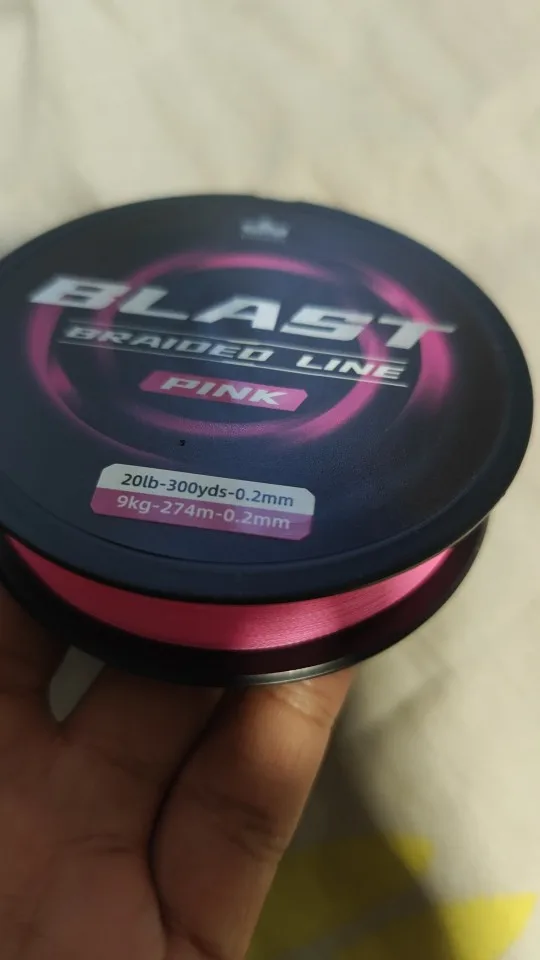 BLAST
BRAIDED LINE
PINK
20lb-300yds-0.2mm
9kg-274m-0.2mm